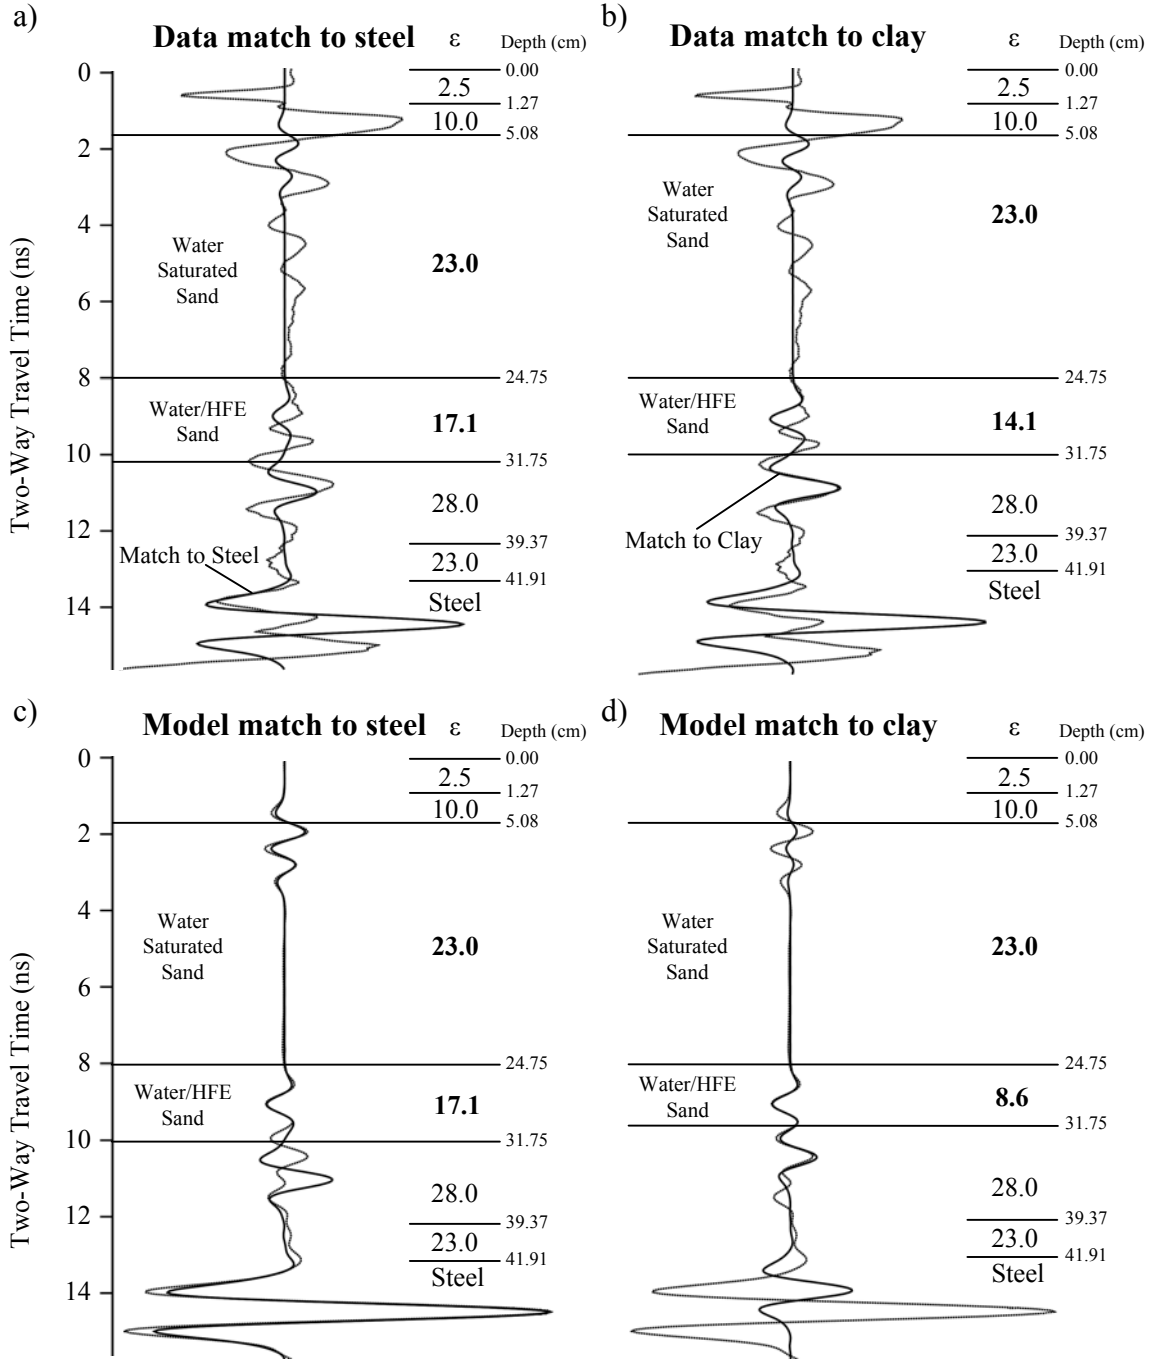 a)
Data match to steel ε Depth (cm)
0 0.00
2.5
1.27
10.0
5.08
2
4
Water
Saturated
Sand
23.0
6
8 24.75
Water/HFE
Sand
17.1
10 31.75
28.0
12
39.37
Match to Steel
23.0
41.91
Steel
14
Two-Way Travel Time (ns)
b)
Data match to clay ε Depth (cm)
0.00
2.5
1.27
10.0
5.08
Water
Saturated
Sand
23.0
24.75
Water/HFE
Sand
14.1
31.75
28.0
Match to Clay
39.37
23.0
41.91
Steel
c)
Model match to steel ε Depth (cm)
0 0.00
2.5
1.27
10.0
5.08
2
4
Water
Saturated
Sand
23.0
6
8 24.75
Water/HFE
Sand
17.1
10 31.75
28.0
12
39.37
23.0
41.91
Steel
14
Two-Way Travel Time (ns)
d)
Model match to clay ε Depth (cm)
0.00
2.5
1.27
10.0
5.08
Water
Saturated
Sand
23.0
24.75
Water/HFE
Sand
8.6
31.75
28.0
39.37
23.0
41.91
Steel